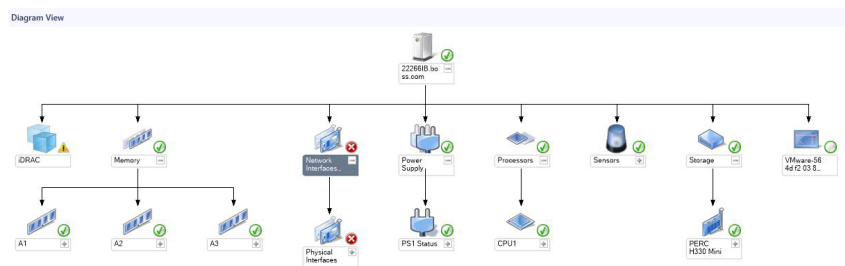 Diagram View
22266IB.bo
ss.com
iDRAC
Memory
Network
Interfaces..
Power
Supply
Processors
Sensors
Storage
VMware-56
4d f2 03 8..
A1
A2
A3
Physical
Interfaces
PS1 Status
CPU1
PERC
H330 Mini